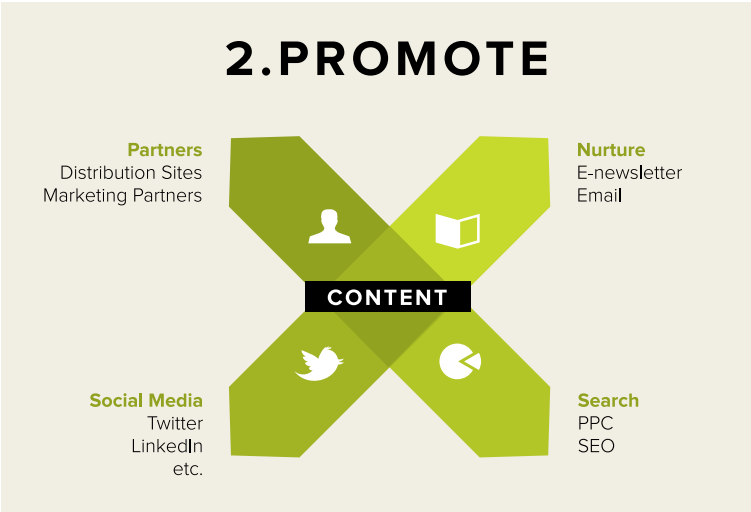 2.PROMOTE
Partners
Distribution Sites
Marketing Partners
Nurture
E-newsletter
Email
CONTENT
Social Media
Twitter
LinkedIn
etc.
Search
PPC
SEO